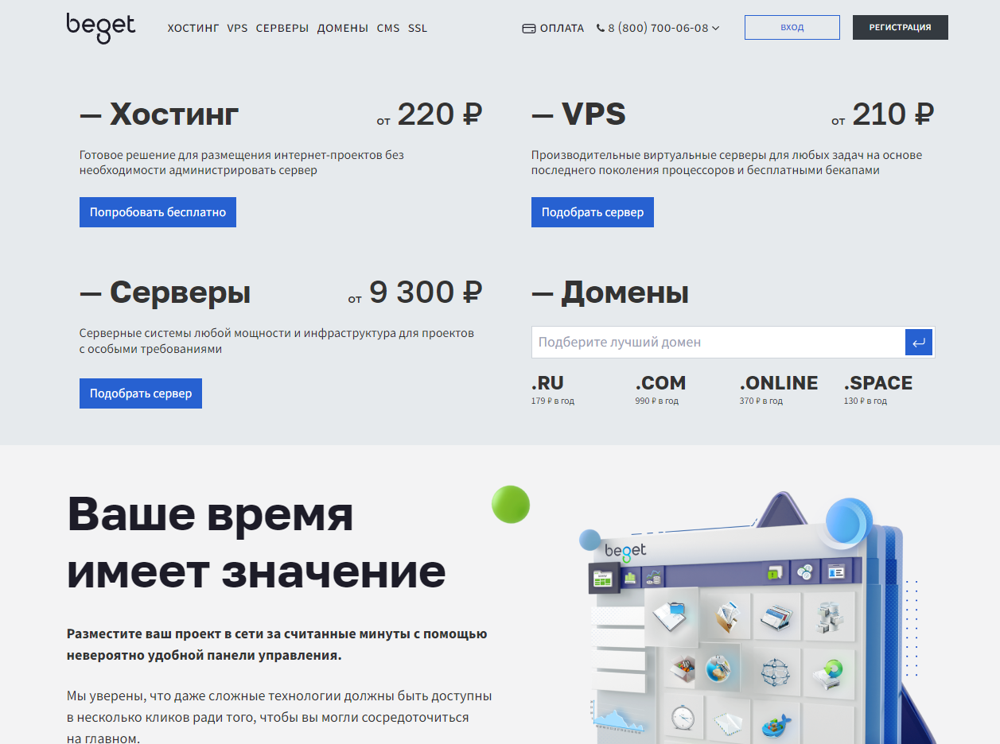 beget
ХОСТИНГ VPS СЕРВЕРЫ ДОМЕНЫ CMS SSL
ОПЛАТА 8 (800) 700-06-08
ВХОД
РЕГИСТРАЦИЯ
— Хостинг
от 220 ₽
Готовое решение для размещения интернет-проектов без
необходимости администрировать сервер
Попробовать бесплатно
— VPS
от 210 ₽
Производительные виртуальные серверы для любых задач на основе
последнего поколения процессоров и бесплатными бекапами
Подобрать сервер
— Серверы
от 9 300 ₽
Серверные системы любой мощности и инфраструктура для проектов
с особыми требованиями
Подобрать сервер
— Домены
Подберите лучший домен
.RU
179 ₽ в год
.COM
990 ₽ в год
.ONLINE
370 ₽ в год
.SPACE
130 ₽ в год
Ваше время
имеет значение
Разместите ваш проект в сети за считанные минуты с помощью
невероятно удобной панели управления.
Мы уверены, что даже сложные технологии должны быть доступны
в несколько кликов ради того, чтобы вы могли сосредоточиться
на главном.
beget